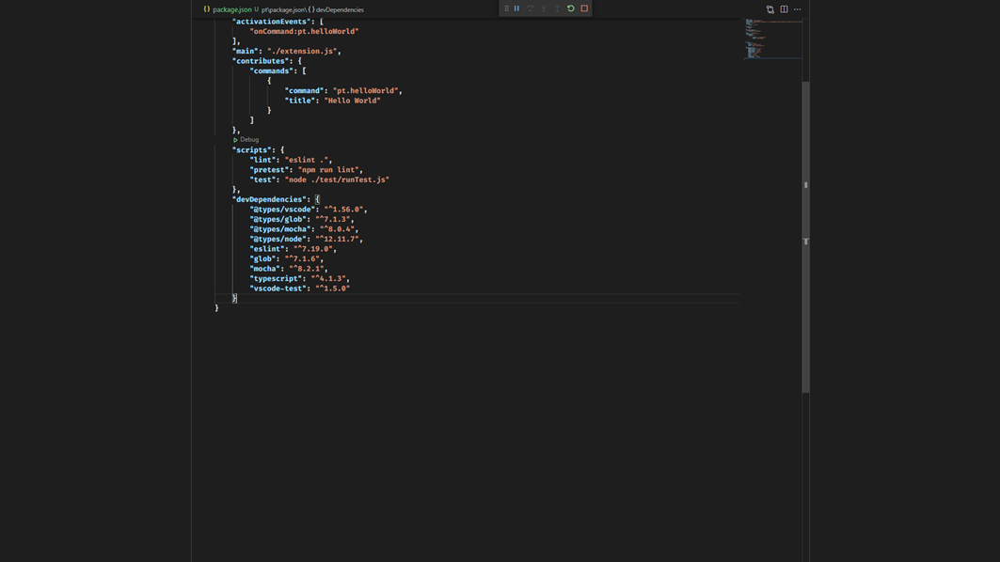 {} package.json U pt\package.json\{} devDependencies
"activationEvents": [
"onCommand:pt.helloWorld"
],
"main": "./extension.js",
"contributes": {
"commands": [
{
"command": "pt.helloWorld",
"title": "Hello World"
}
]
},
Debug
"scripts": {
"lint": "eslint .",
"pretest": "npm run lint",
"test": "node ./test/runTest.js"
},
"devDependencies": {
"@types/vscode": "^1.56.0",
"@types/glob": "^7.1.3",
"@types/mocha": "^8.0.4",
"@types/node": "^12.11.7",
"eslint": "^7.19.0",
"glob": "^7.1.6",
"mocha": "^8.2.1",
"typescript": "^4.1.3",
"vscode-test": "^1.5.0"
}
}